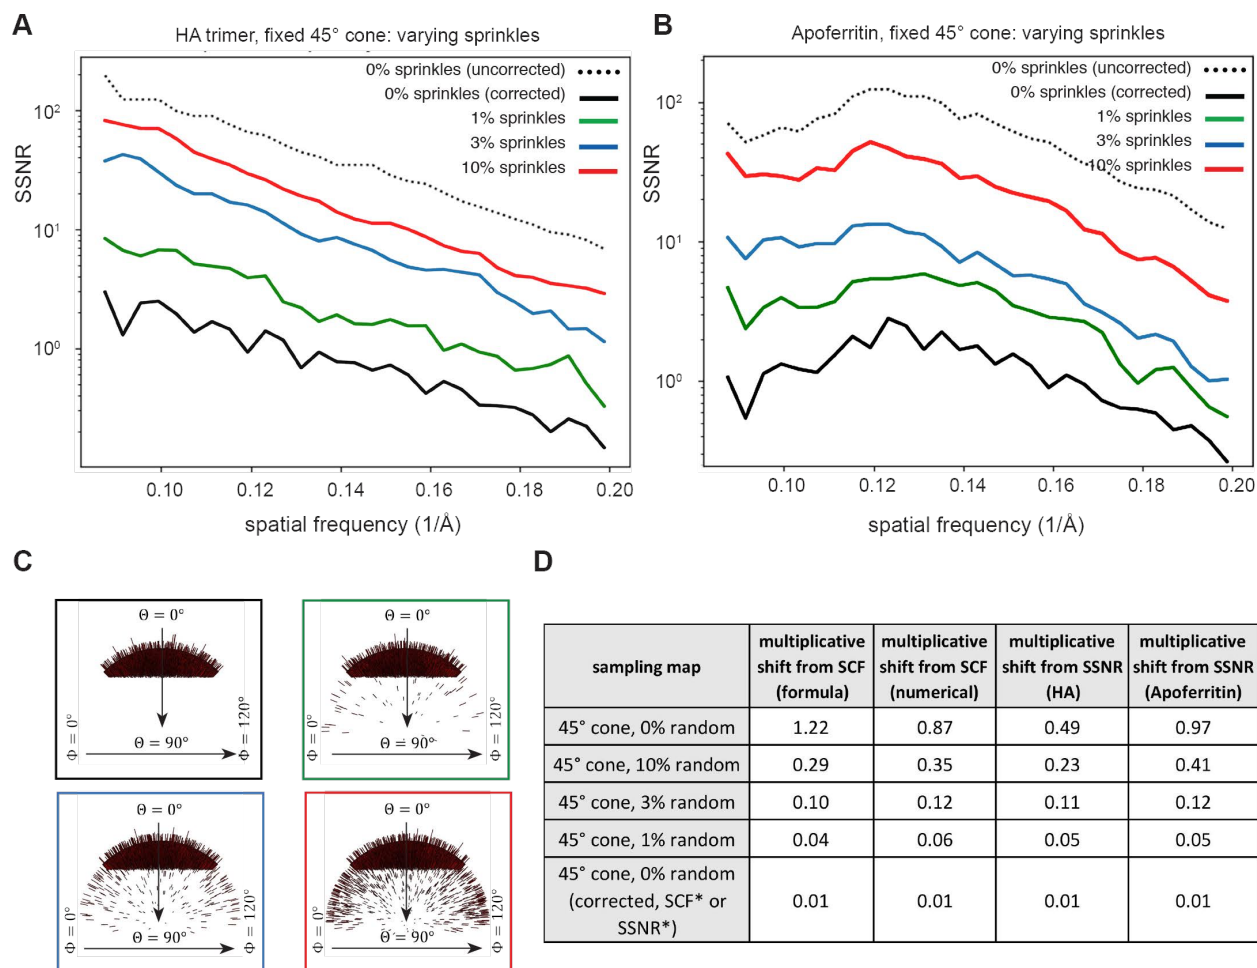 A
HA trimer, fixed 45° cone: varying sprinkles
0% sprinkles (uncorrected)
0% sprinkles (corrected)
1% sprinkles
3% sprinkles
10% sprinkles
SSNR
10²
10¹
10⁰
0.10 0.12 0.14 0.16 0.18 0.20
spatial frequency (1/Å)
B
Apoferritin, fixed 45° cone: varying sprinkles
0% sprinkles (uncorrected)
0% sprinkles (corrected)
1% sprinkles
3% sprinkles
10% sprinkles
SSNR
10²
10¹
10⁰
0.10 0.12 0.14 0.16 0.18 0.20
spatial frequency (1/Å)
C
Θ = 0°
Φ = 0°
Φ = 120°
Θ = 90°
Θ = 0°
Φ = 0°
Φ = 120°
Θ = 90°
Θ = 0°
Φ = 0°
Φ = 120°
Θ = 90°
Θ = 0°
Φ = 0°
Φ = 120°
Θ = 90°
D
sampling map | multiplicative shift from SCF (formula) | multiplicative shift from SCF (numerical) | multiplicative shift from SSNR (HA) | multiplicative shift from SSNR (Apoferritin)
45° cone, 0% random 1.22 0.87 0.49 0.97
45° cone, 10% random 0.29 0.35 0.23 0.41
45° cone, 3% random 0.10 0.12 0.11 0.12
45° cone, 1% random 0.04 0.06 0.05 0.05
45° cone, 0% random
(corrected, SCF* or 0.01 0.01 0.01 0.01
SSNR*)